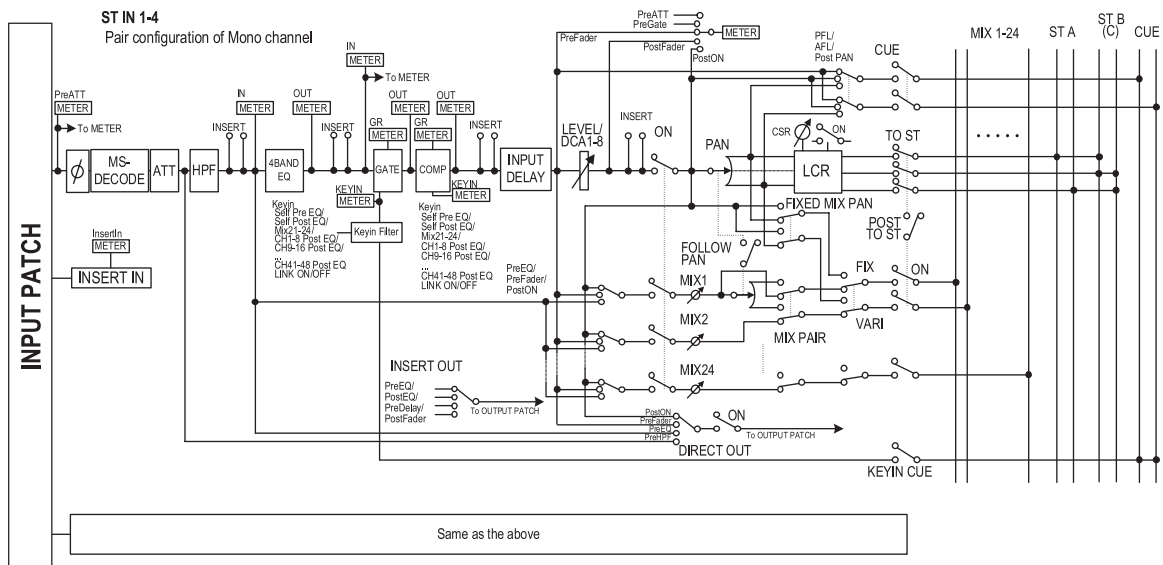 ST IN 1-4
Pair configuration of Mono channel
INPUT PATCH
PreATT
METER
To METER
Ø
MS-
DECODE
ATT
HPF
INSERT
IN
METER
4BAND
EQ
OUT
METER
INSERT
IN
METER
To METER
OUT
METER
GR
METER
GATE
KEYIN
METER
Keyin Filter
OUT
METER
GR
METER
COMP
KEYIN
METER
INSERT
INPUT
DELAY
Keyin
Self Pre EQ/
Self Post EQ/
Mix21-24/
CH1-8 Post EQ/
CH9-16 Post EQ/
...
CH41-48 Post EQ
LINK ON/OFF
Keyin
Self Pre EQ/
Self Post EQ/
Mix21-24/
CH1-8 Post EQ/
CH9-16 Post EQ/
...
CH41-48 Post EQ
LINK ON/OFF
InsertIn
METER
INSERT IN
PreATT
PreGate
PreFader
PostFader
PostON
METER
LEVEL/
DCA1-8
INSERT
ON
PAN
PFL/
AFL/
Post PAN
CUE
CSR
ON
LCR
TO ST
FIXED MIX PAN
POST
TO ST
FOLLOW
PAN
PreEQ/
PreFader/
PostON
MIX1
MIX2
MIX24
MIX PAIR
FIX
VARI
ON
INSERT OUT
PreEQ/
PostEQ/
PreDelay/
PostFader
To OUTPUT PATCH
PostON
PreFader
PreEQ
PreHPF
ON
To OUTPUT PATCH
DIRECT OUT
KEYIN CUE
MIX 1-24
ST A
ST B
(C)
CUE
.....
Same as the above